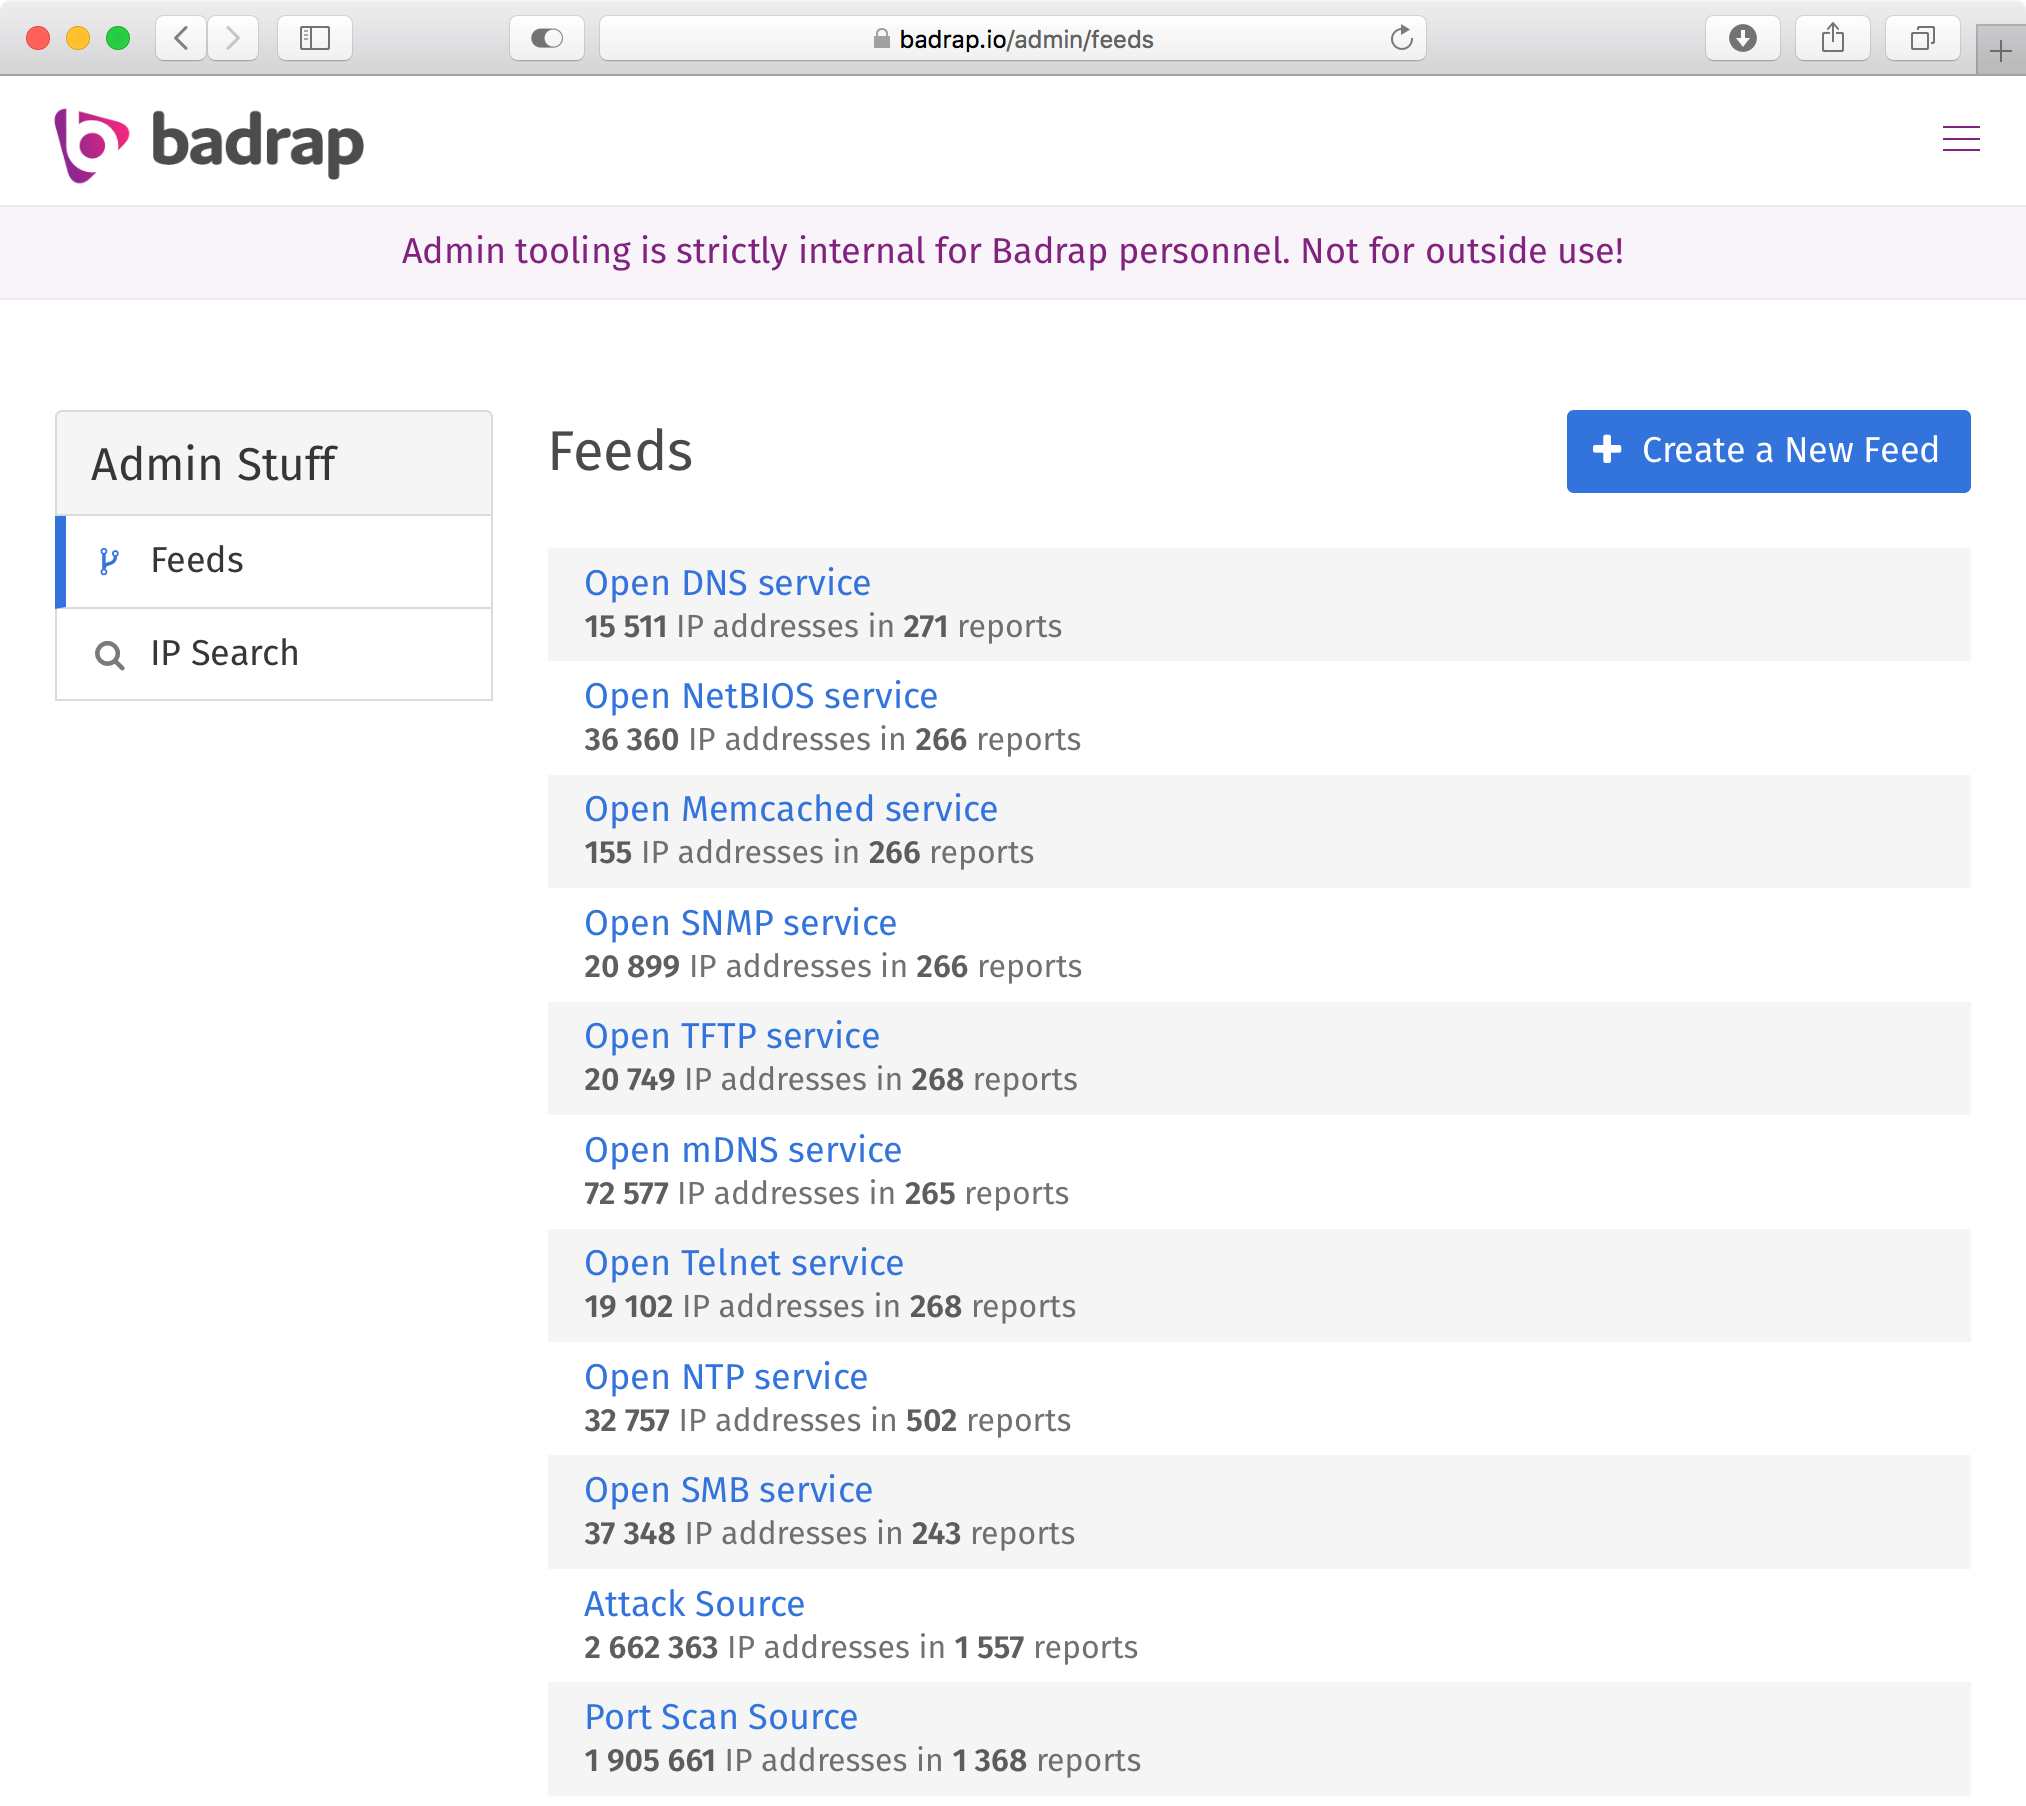 badrap.io/admin/feeds
badrap
Admin tooling is strictly internal for Badrap personnel. Not for outside use!
Admin Stuff
Feeds
IP Search
Feeds
Create a New Feed
Open DNS service
15 511 IP addresses in 271 reports
Open NetBIOS service
36 360 IP addresses in 266 reports
Open Memcached service
155 IP addresses in 266 reports
Open SNMP service
20 899 IP addresses in 266 reports
Open TFTP service
20 749 IP addresses in 268 reports
Open mDNS service
72 577 IP addresses in 265 reports
Open Telnet service
19 102 IP addresses in 268 reports
Open NTP service
32 757 IP addresses in 502 reports
Open SMB service
37 348 IP addresses in 243 reports
Attack Source
2 662 363 IP addresses in 1 557 reports
Port Scan Source
1 905 661 IP addresses in 1 368 reports